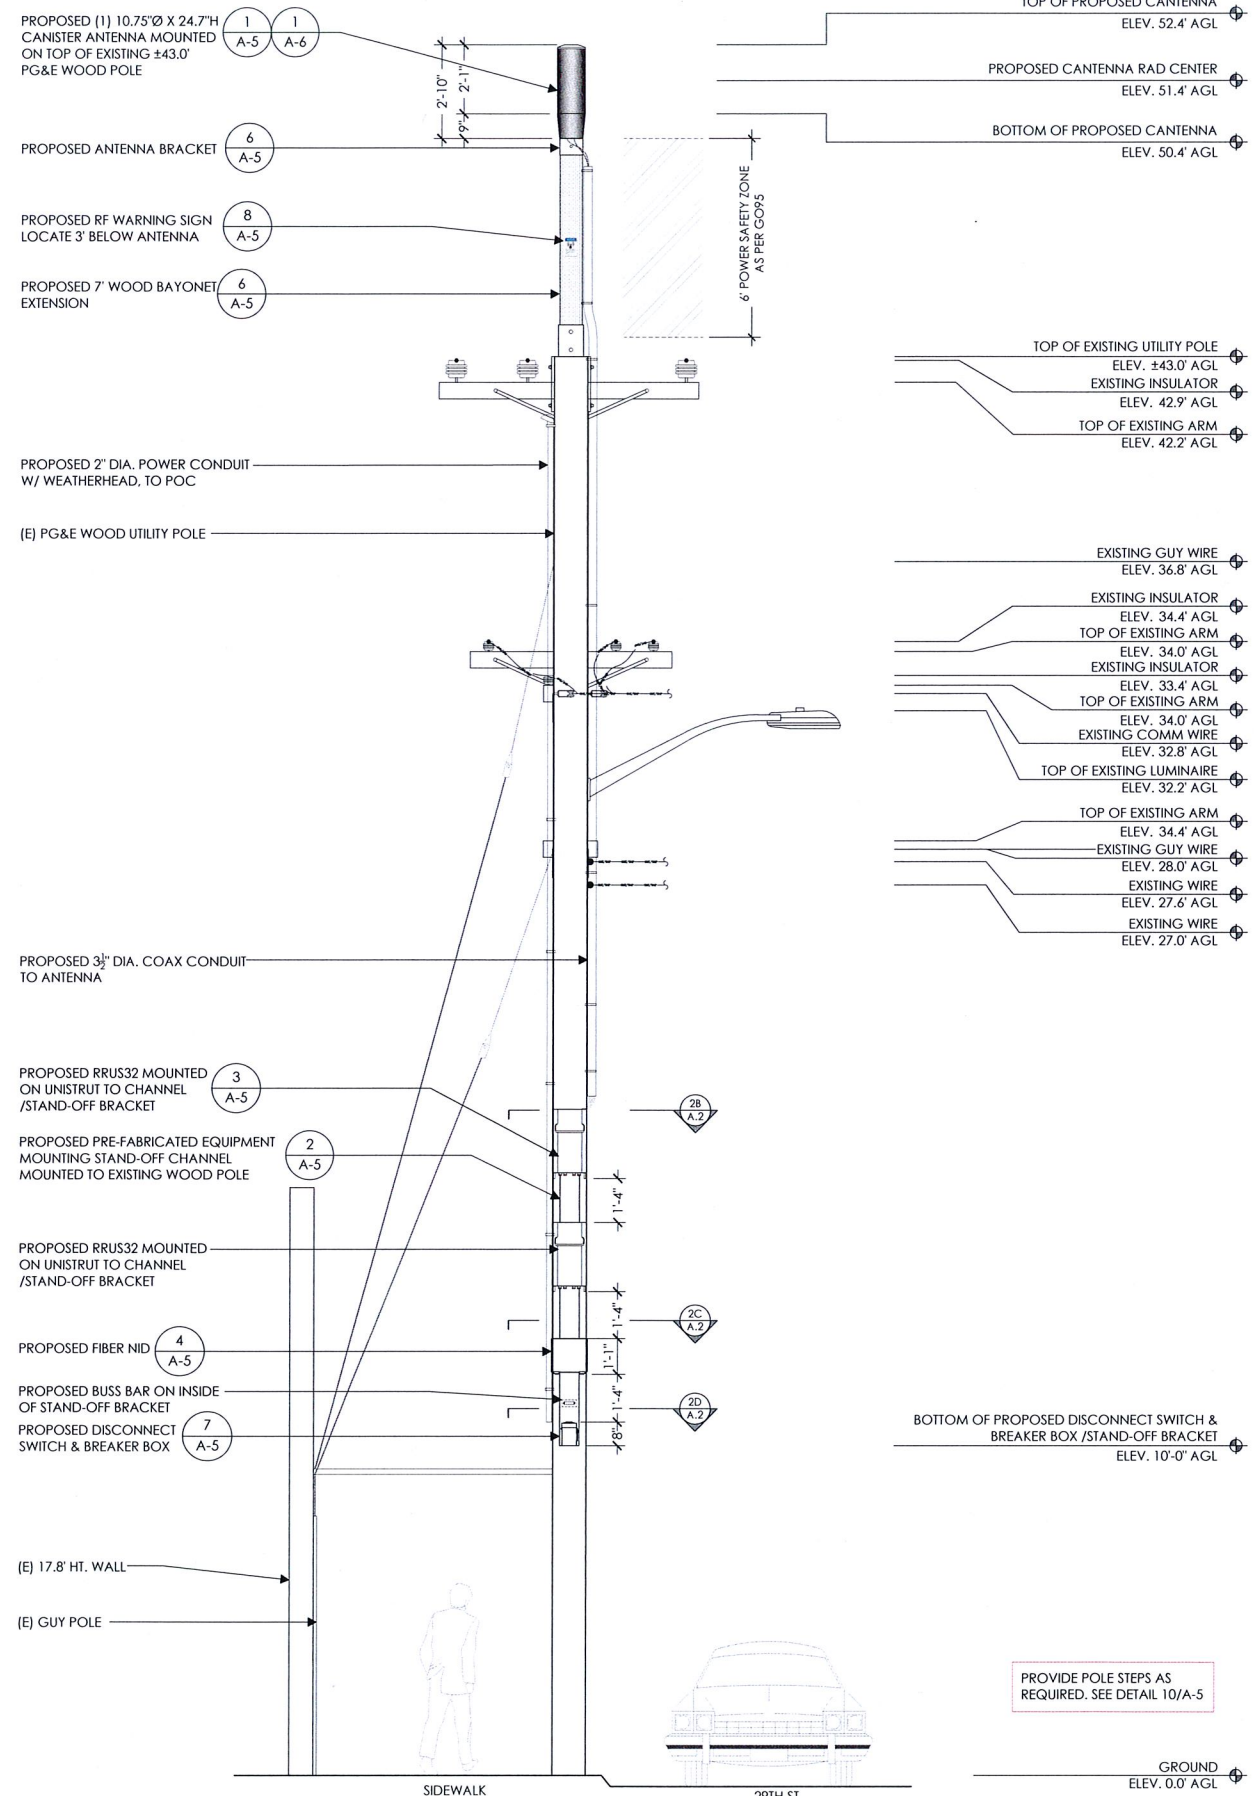 PROPOSED (1) 10.75"Ø X 24.7"H
CANISTER ANTENNA MOUNTED
ON TOP OF EXISTING ±43.0'
PG&E WOOD POLE
1
A-5
1
A-6
PROPOSED ANTENNA BRACKET
6
A-5
PROPOSED RF WARNING SIGN
LOCATE 3' BELOW ANTENNA
8
A-5
PROPOSED 7' WOOD BAYONET
EXTENSION
6
A-5
PROPOSED 2" DIA. POWER CONDUIT
W/ WEATHERHEAD, TO POC
(E) PG&E WOOD UTILITY POLE
PROPOSED 3½" DIA. COAX CONDUIT
TO ANTENNA
PROPOSED RRUS32 MOUNTED
ON UNISTRUT TO CHANNEL
/STAND-OFF BRACKET
3
A-5
PROPOSED PRE-FABRICATED EQUIPMENT
MOUNTING STAND-OFF CHANNEL
MOUNTED TO EXISTING WOOD POLE
2
A-5
PROPOSED RRUS32 MOUNTED
ON UNISTRUT TO CHANNEL
/STAND-OFF BRACKET
PROPOSED FIBER NID
4
A-5
PROPOSED BUSS BAR ON INSIDE
OF STAND-OFF BRACKET
PROPOSED DISCONNECT
SWITCH & BREAKER BOX
7
A-5
(E) 17.8' HT. WALL
(E) GUY POLE
2'-10"
2'-1"
9"
6' POWER SAFETY ZONE
AS PER GO95
2B
A.2
1'-4"
2C
A.2
1'-4"
1'-1"
1'-4"
2D
A.2
8"
SIDEWALK
28TH ST
TOP OF PROPOSED CANTENNA
ELEV. 52.4' AGL
PROPOSED CANTENNA RAD CENTER
ELEV. 51.4' AGL
BOTTOM OF PROPOSED CANTENNA
ELEV. 50.4' AGL
TOP OF EXISTING UTILITY POLE
ELEV. ±43.0' AGL
EXISTING INSULATOR
ELEV. 42.9' AGL
TOP OF EXISTING ARM
ELEV. 42.2' AGL
EXISTING GUY WIRE
ELEV. 36.8' AGL
EXISTING INSULATOR
ELEV. 34.4' AGL
TOP OF EXISTING ARM
ELEV. 34.0' AGL
EXISTING INSULATOR
ELEV. 33.4' AGL
TOP OF EXISTING ARM
ELEV. 34.0' AGL
EXISTING COMM WIRE
ELEV. 32.8' AGL
TOP OF EXISTING LUMINAIRE
ELEV. 32.2' AGL
TOP OF EXISTING ARM
ELEV. 34.4' AGL
EXISTING GUY WIRE
ELEV. 28.0' AGL
EXISTING WIRE
ELEV. 27.6' AGL
EXISTING WIRE
ELEV. 27.0' AGL
BOTTOM OF PROPOSED DISCONNECT SWITCH &
BREAKER BOX /STAND-OFF BRACKET
ELEV. 10'-0" AGL
PROVIDE POLE STEPS AS
REQUIRED. SEE DETAIL 10/A-5
GROUND
ELEV. 0.0' AGL